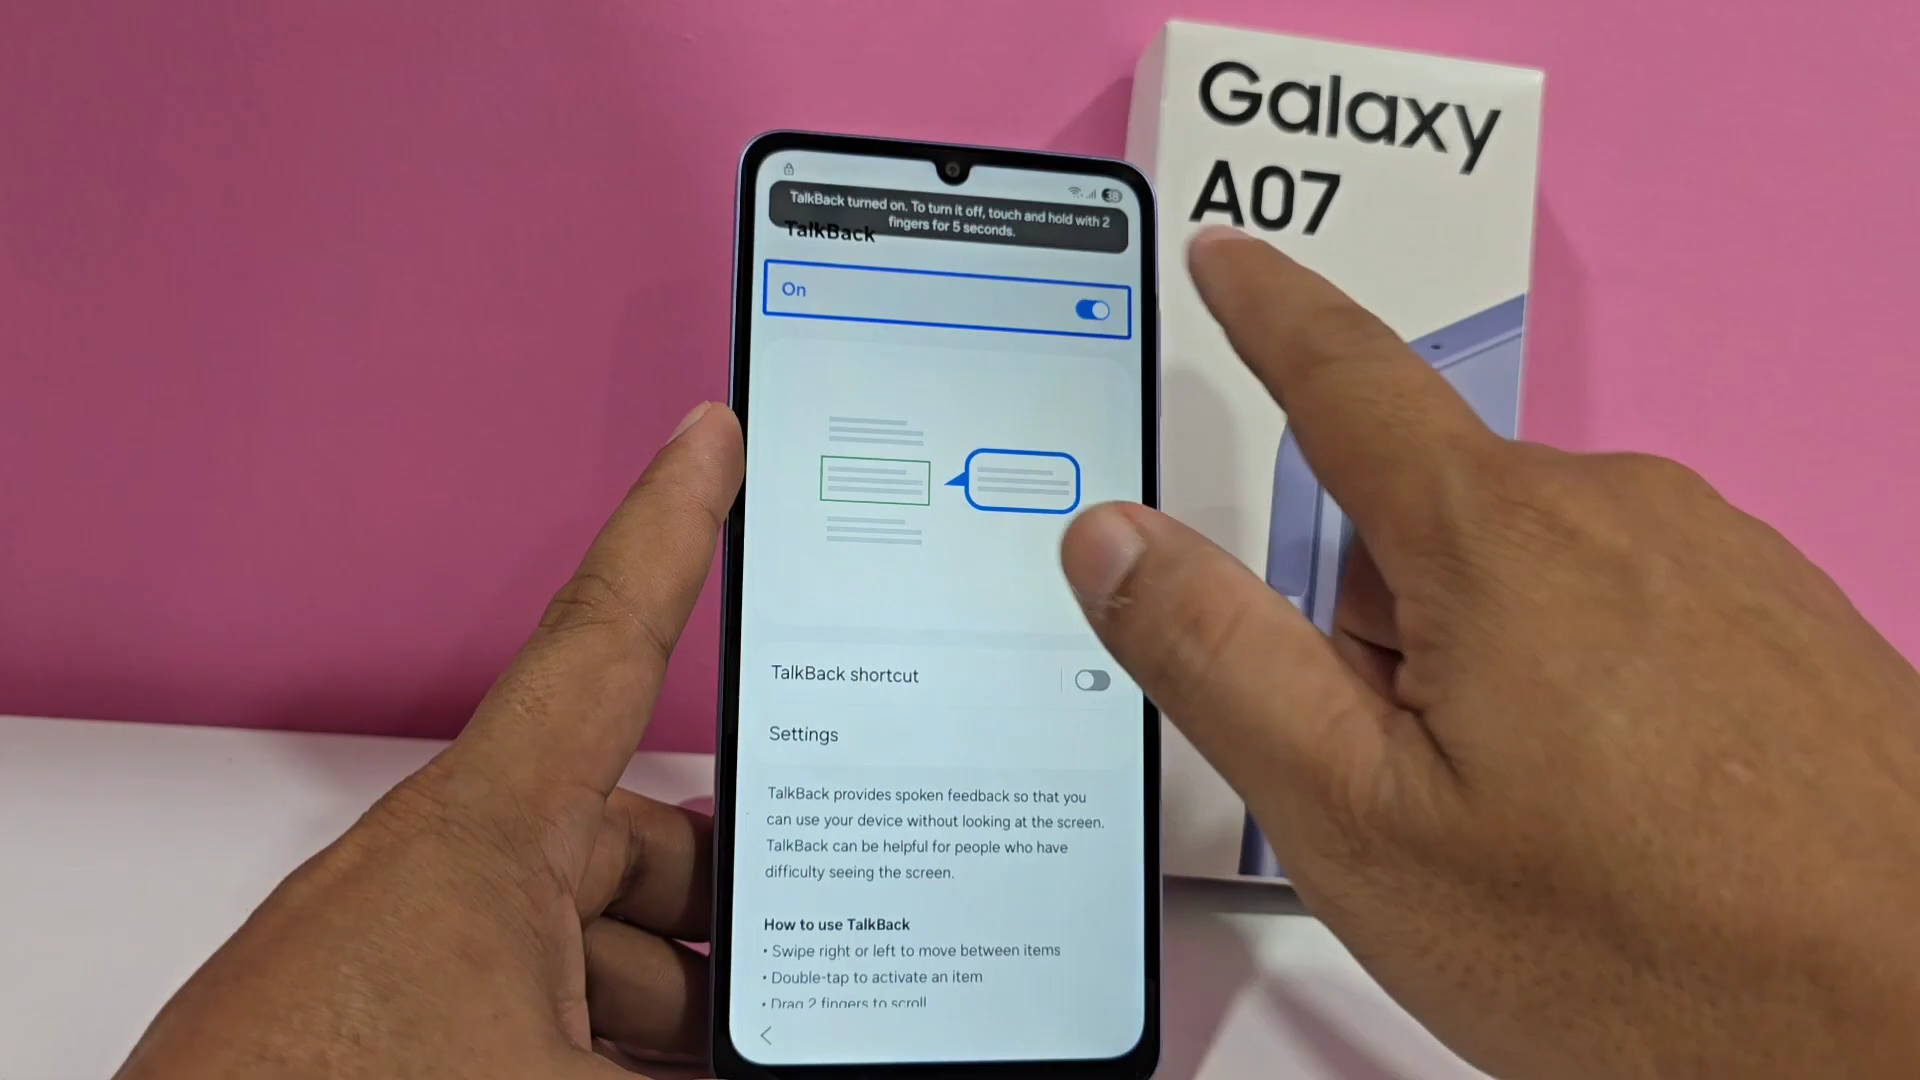 Galaxy
A07
38
TalkBack turned on. To turn it off, touch and hold with 2
fingers for 5 seconds.
TalkBack
On
TalkBack shortcut
Settings
TalkBack provides spoken feedback so that you
can use your device without looking at the screen.
TalkBack can be helpful for people who have
difficulty seeing the screen.
How to use TalkBack
• Swipe right or left to move between items
• Double-tap to activate an item
• Drag 2 fingers to scroll